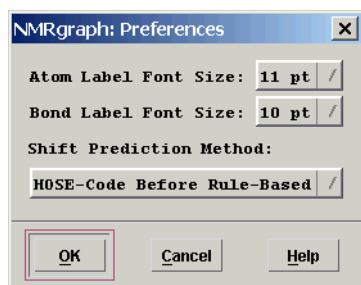 NMRgraph: Preferences
Atom Label Font Size: 11 pt
Bond Label Font Size: 10 pt
Shift Prediction Method:
HOSE-Code Before Rule-Based
OK Cancel Help